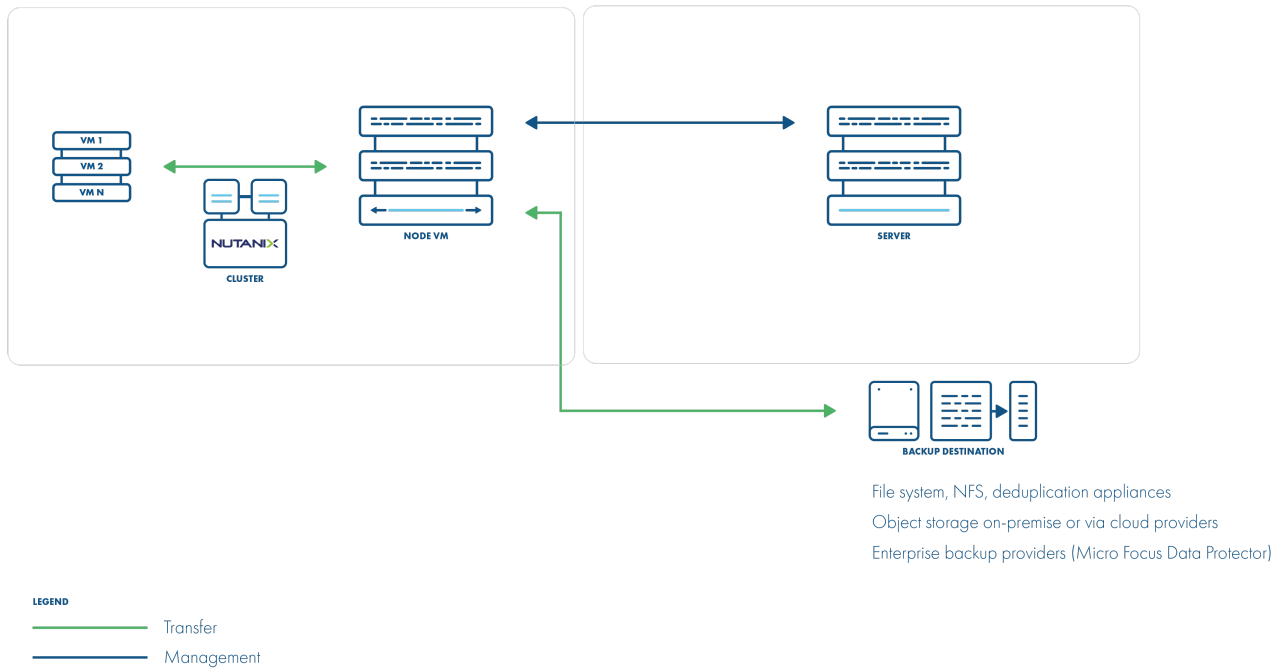 VM 1
VM 2
VM N
NUTANIX
CLUSTER
NODE VM
SERVER
BACKUP DESTINATION
File system, NFS, deduplication appliances
Object storage on-premise or via cloud providers
Enterprise backup providers (Micro Focus Data Protector)
LEGEND
Transfer
Management